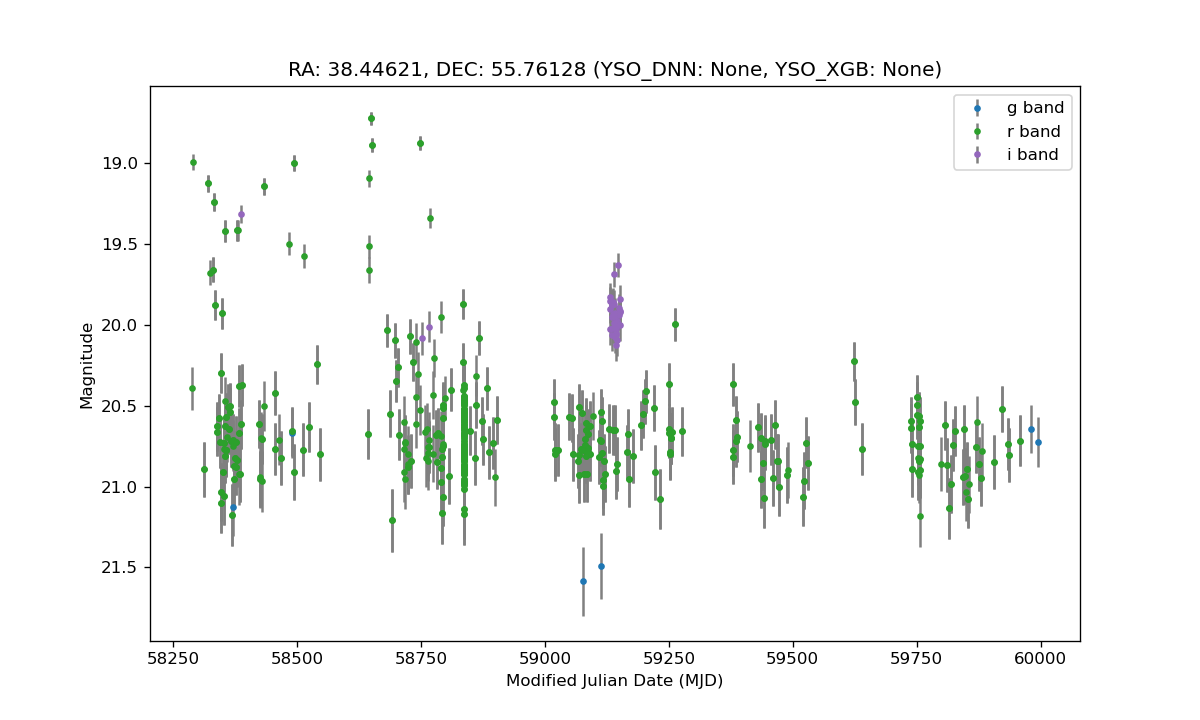 RA: 38.44621, DEC: 55.76128 (YSO_DNN: None, YSO_XGB: None)
g band
r band
i band
19.0
19.5
20.0
20.5
21.0
21.5
Magnitude
58250 58500 58750 59000 59250 59500 59750 60000
Modified Julian Date (MJD)